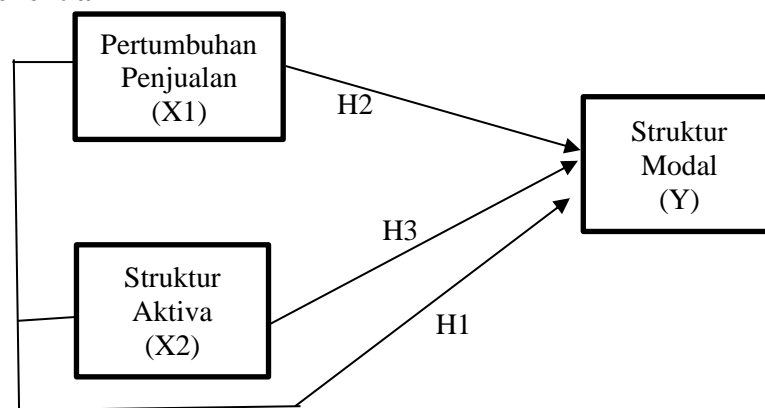 Pertumbuhan
Penjualan
(X1)
H2
Struktur
Modal
(Y)
H3
Struktur
Aktiva
(X2)
H1